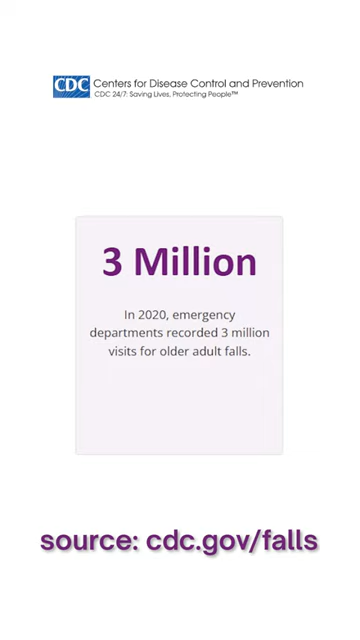 CDC
Centers for Disease Control and Prevention
CDC 24/7: Saving Lives, Protecting People™
3 Million
In 2020, emergency
departments recorded 3 million
visits for older adult falls.
source: cdc.gov/falls